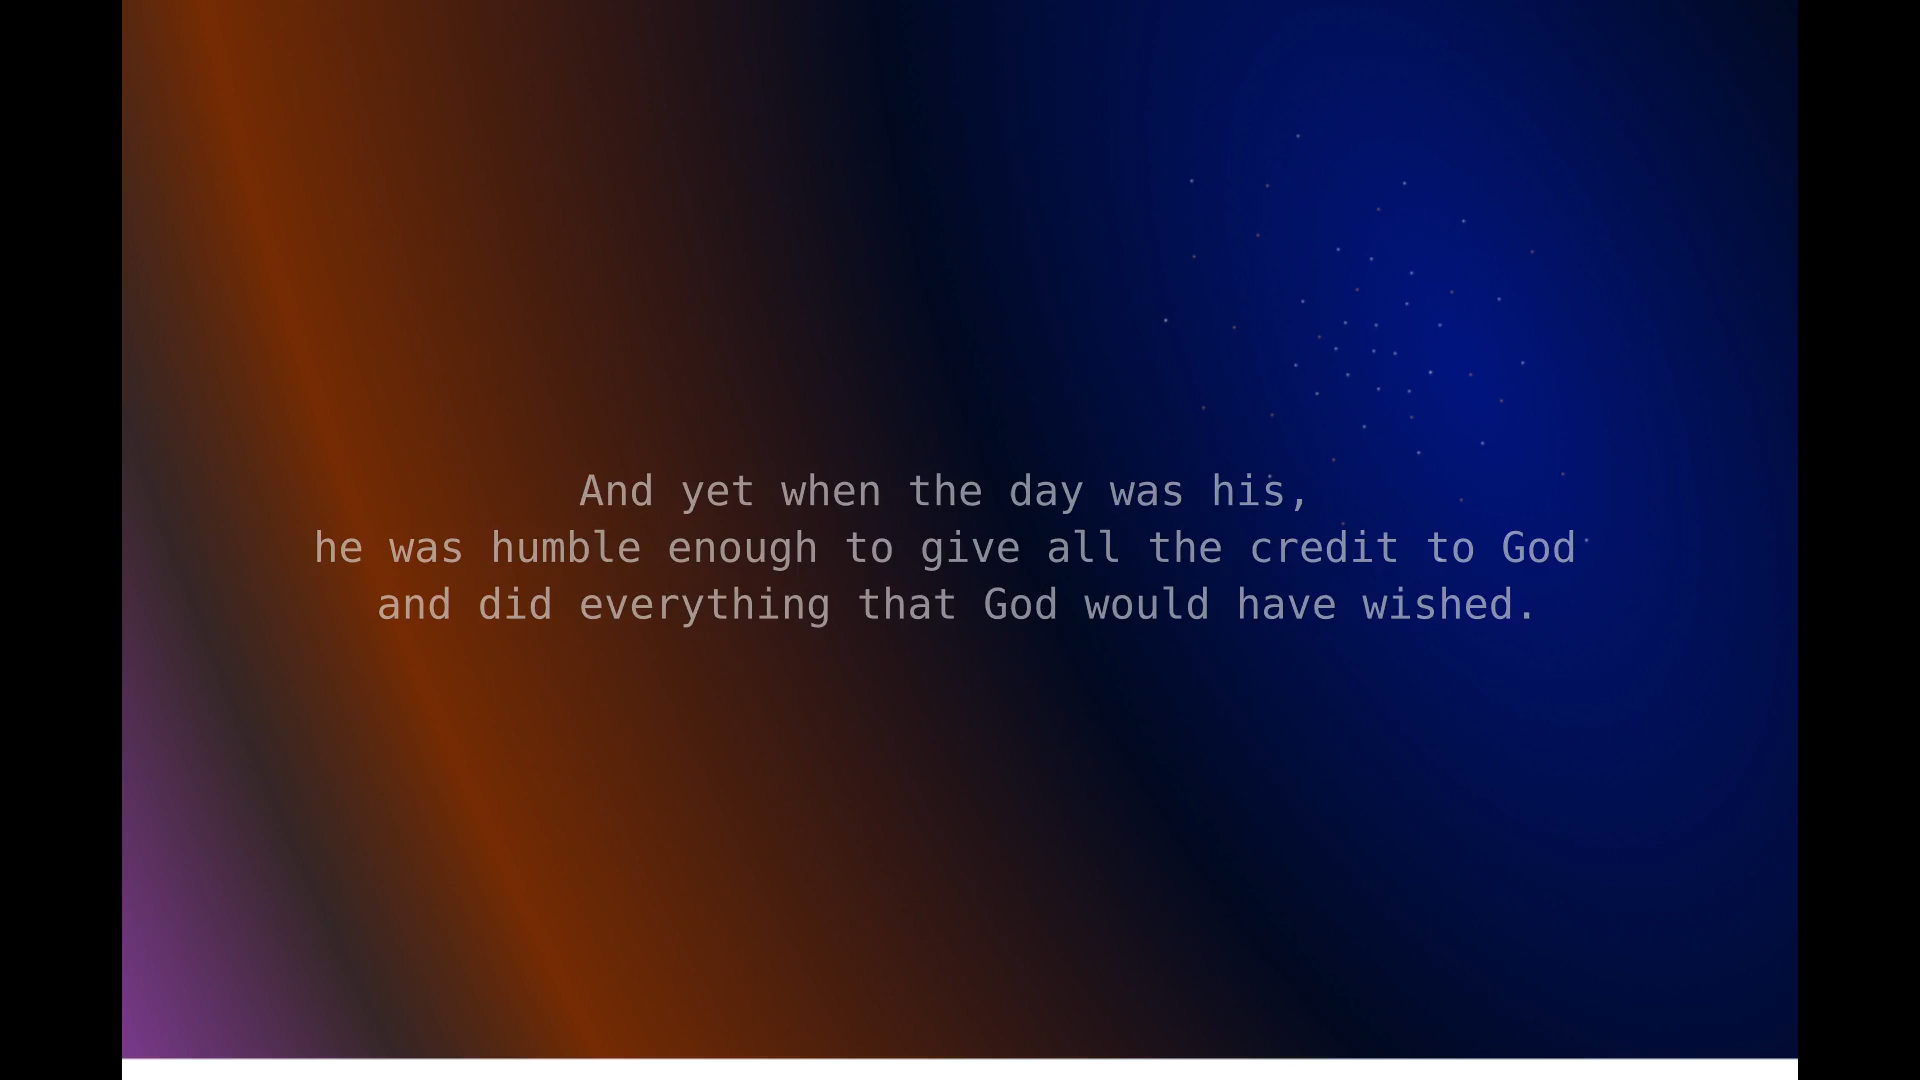 And yet when the day was his,
he was humble enough to give all the credit to God
and did everything that God would have wished.